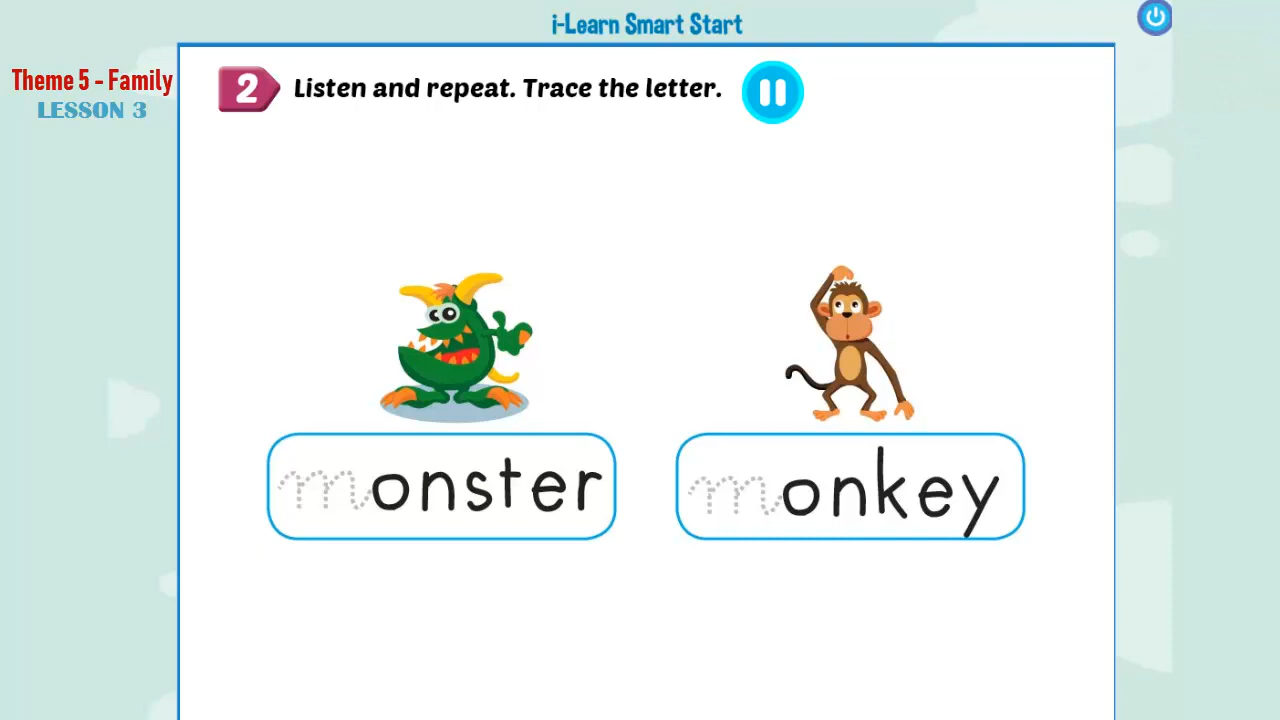 i-Learn Smart Start
Theme 5 - Family
LESSON 3
2 Listen and repeat. Trace the letter.
monster
monkey